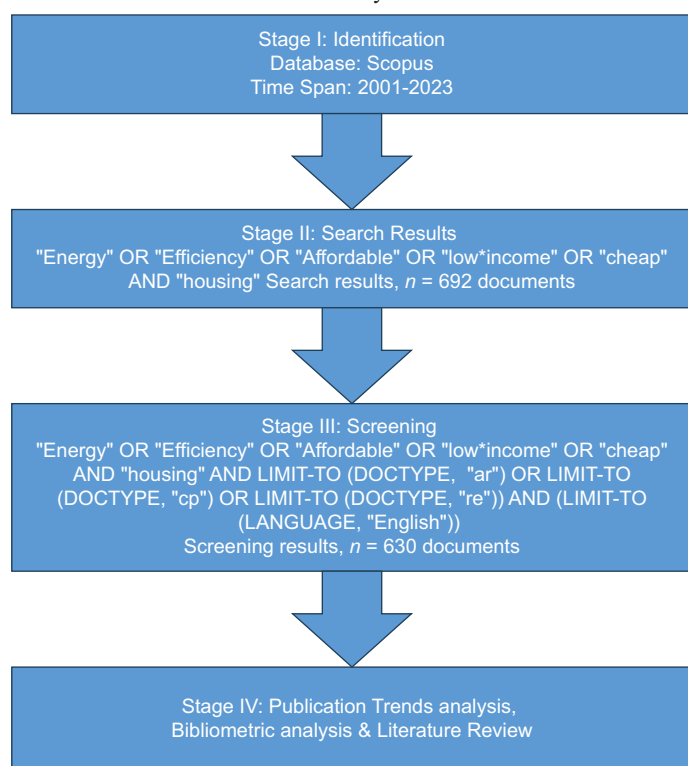 Stage I: Identification
Database: Scopus
Time Span: 2001-2023
Stage II: Search Results
"Energy" OR "Efficiency" OR "Affordable" OR "low*income" OR "cheap"
AND "housing" Search results, n = 692 documents
Stage III: Screening
"Energy" OR "Efficiency" OR "Affordable" OR "low*income" OR "cheap"
AND "housing" AND LIMIT-TO (DOCTYPE, "ar") OR LIMIT-TO
(DOCTYPE, "cp") OR LIMIT-TO (DOCTYPE, "re")) AND (LIMIT-TO
(LANGUAGE, "English"))
Screening results, n = 630 documents
Stage IV: Publication Trends analysis,
Bibliometric analysis & Literature Review